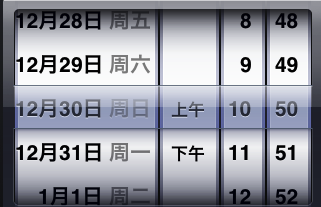 12月28日 周五 8 48
12月29日 周六 9 49
12月30日 周日 上午 10 50
12月31日 周一 下午 11 51
1月1日 周二 12 52